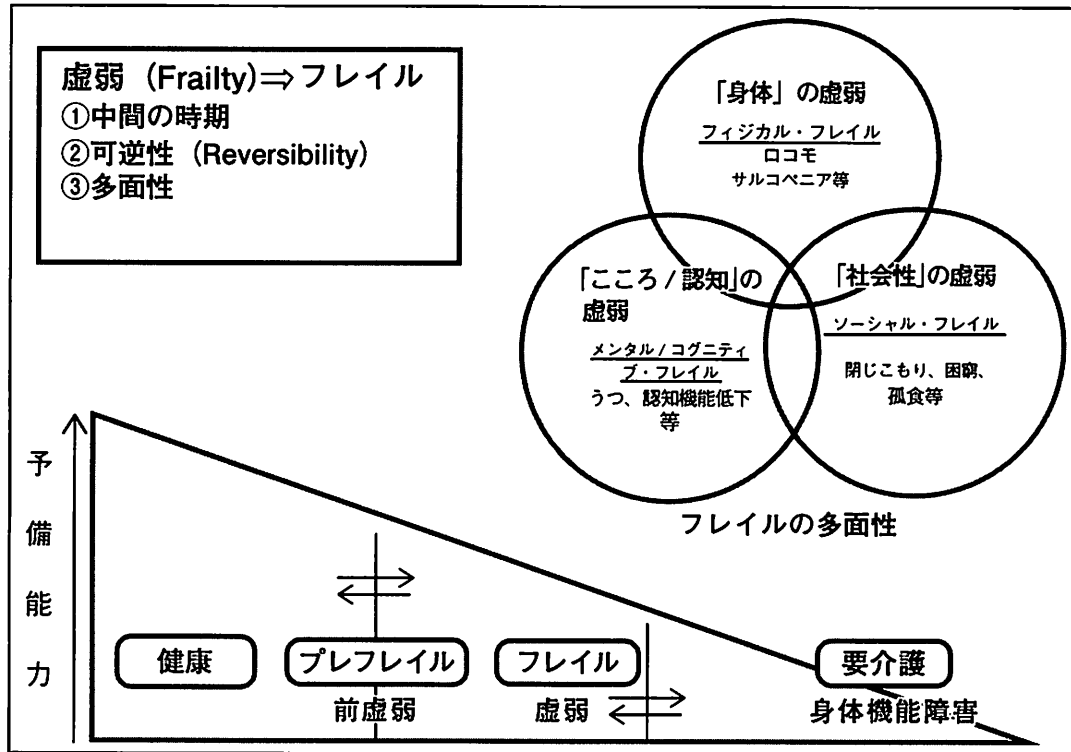 虚弱（Frailty)⇒フレイル
①中間の時期
②可逆性（Reversibility）
③多面性
「身体」の虚弱
フィジカル・フレイル
ロコモ
サルコペニア等
「こころ / 認知」の
虚弱
メンタル / コグニティ
ブ・フレイル
うつ、認知機能低下
等
「社会性」の虚弱
ソーシャル・フレイル
閉じこもり、困窮、
孤食等
フレイルの多面性
予
備
能
力
健康
プレフレイル
前虚弱
フレイル
虚弱
要介護
身体機能障害